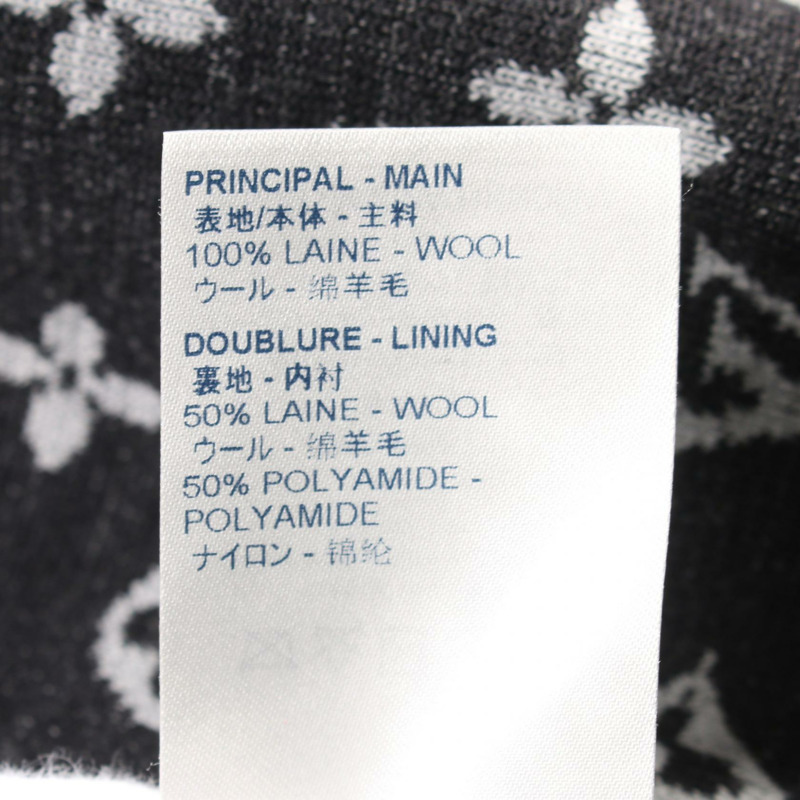 PRINCIPAL - MAIN
表地/本体 - 主料
100% LAINE - WOOL
ウール - 绵羊毛
DOUBLURE - LINING
裏地 - 内衬
50% LAINE - WOOL
ウール - 绵羊毛
50% POLYAMIDE -
POLYAMIDE
ナイロン - 锦纶